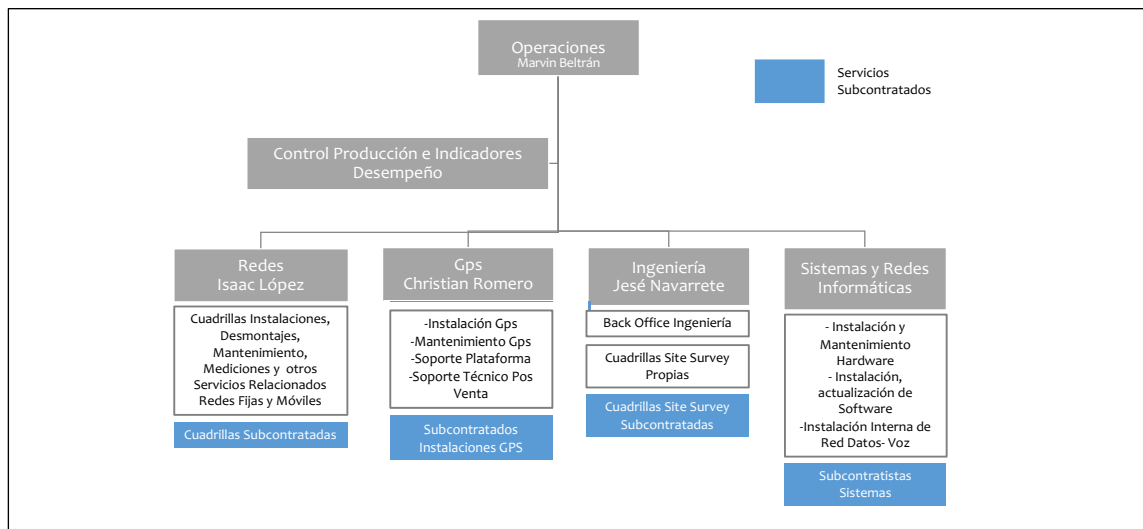 Operaciones
Marvin Beltrán
Servicios
Subcontratados
Control Producción e Indicadores
Desempeño
Redes
Isaac López
Cuadrillas Instalaciones,
Desmontajes,
Mantenimiento,
Mediciones y otros
Servicios Relacionados
Redes Fijas y Móviles
Cuadrillas Subcontratadas
Gps
Christian Romero
-Instalación Gps
-Mantenimiento Gps
-Soporte Plataforma
-Soporte Técnico Pos
Venta
Subcontratados
Instalaciones GPS
Ingeniería
Jesé Navarrete
Back Office Ingeniería
Cuadrillas Site Survey
Propias
Cuadrillas Site Survey
Subcontratadas
Sistemas y Redes
Informáticas
- Instalación y
Mantenimiento
Hardware
- Instalación,
actualización de
Software
-Instalación Interna de
Red Datos- Voz
Subcontratistas
Sistemas